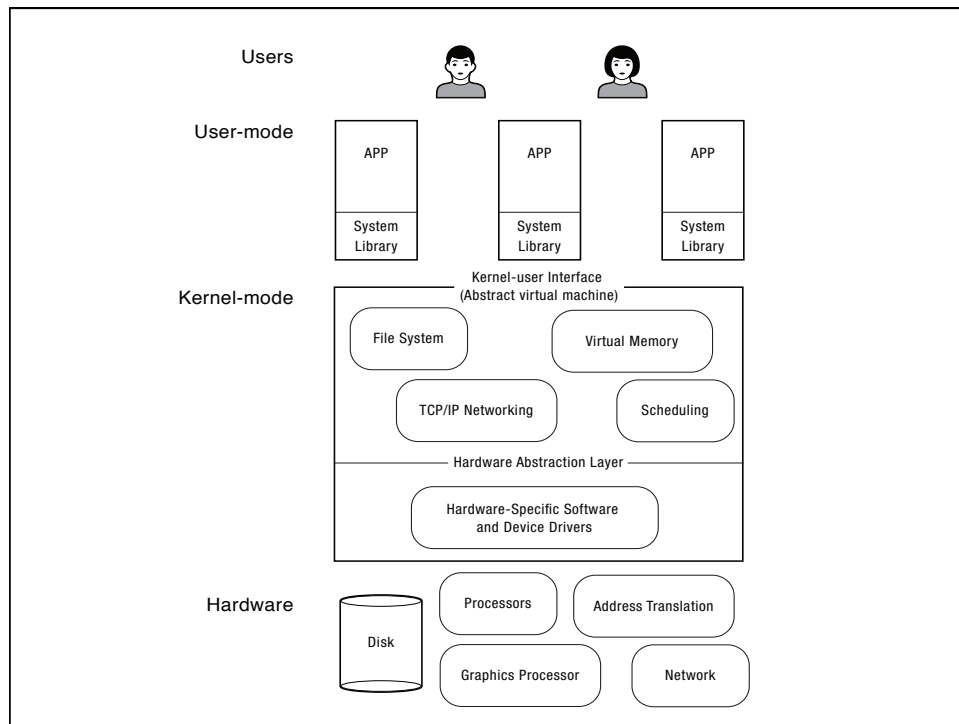 Users
User-mode
APP
APP
APP
System
Library
System
Library
System
Library
Kernel-mode
Kernel-user Interface
(Abstract virtual machine)
File System
Virtual Memory
TCP/IP Networking
Scheduling
Hardware Abstraction Layer
Hardware-Specific Software
and Device Drivers
Hardware
Disk
Processors
Address Translation
Graphics Processor
Network